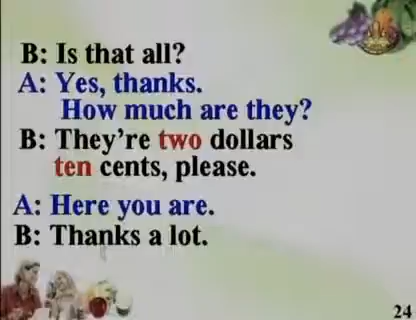 B: Is that all?
A: Yes, thanks.
How much are they?
B: They're two dollars
ten cents, please.
A: Here you are.
B: Thanks a lot.
24